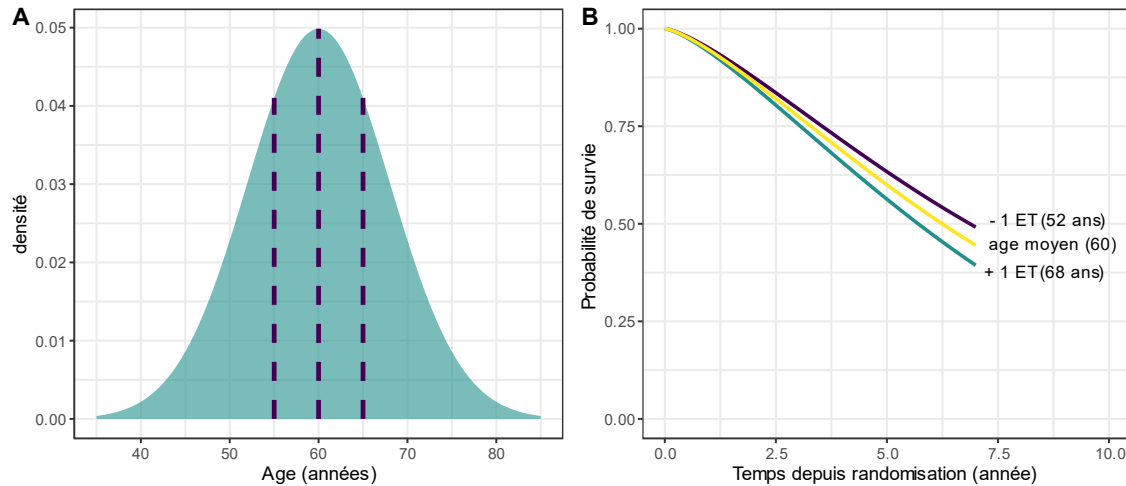 A
0.05
0.04
0.03
0.02
0.01
0.00
densité
40
50
60
70
80
Age (années)
B
1.00
0.75
0.50
0.25
0.00
Probabilité de survie
- 1 ET (52 ans)
age moyen (60)
+ 1 ET (68 ans)
0.0
2.5
5.0
7.5
10.0
Temps depuis randomisation (année)